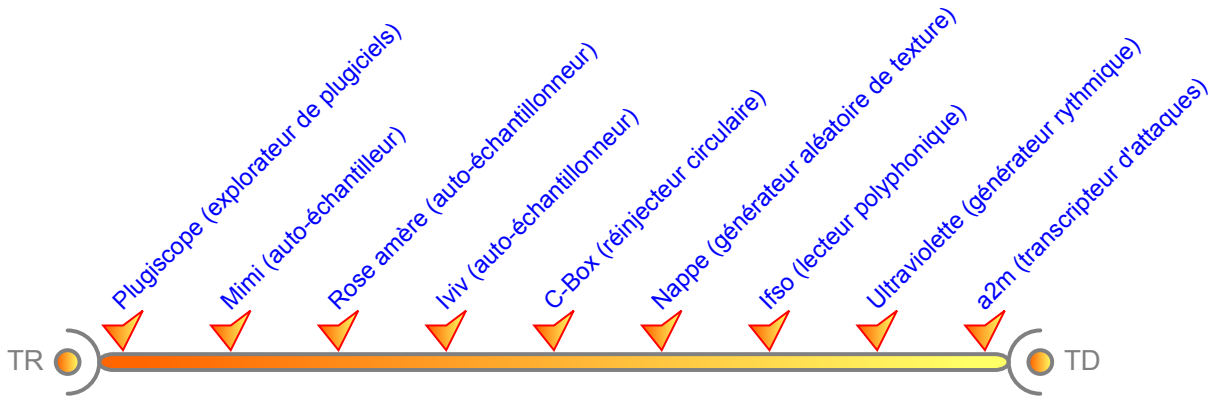 Plugiscope (explorateur de plugiciels)
Mimi (auto-échantilleur)
Rose amère (auto-échantillonneur)
Iviv (auto-échantillonneur)
C-Box (réinjecteur circulaire)
Nappe (générateur aléatoire de texture)
Ifso (lecteur polyphonique)
Ultraviolette (générateur rythmique)
a2m (transcripteur d'attaques)
TR
TD